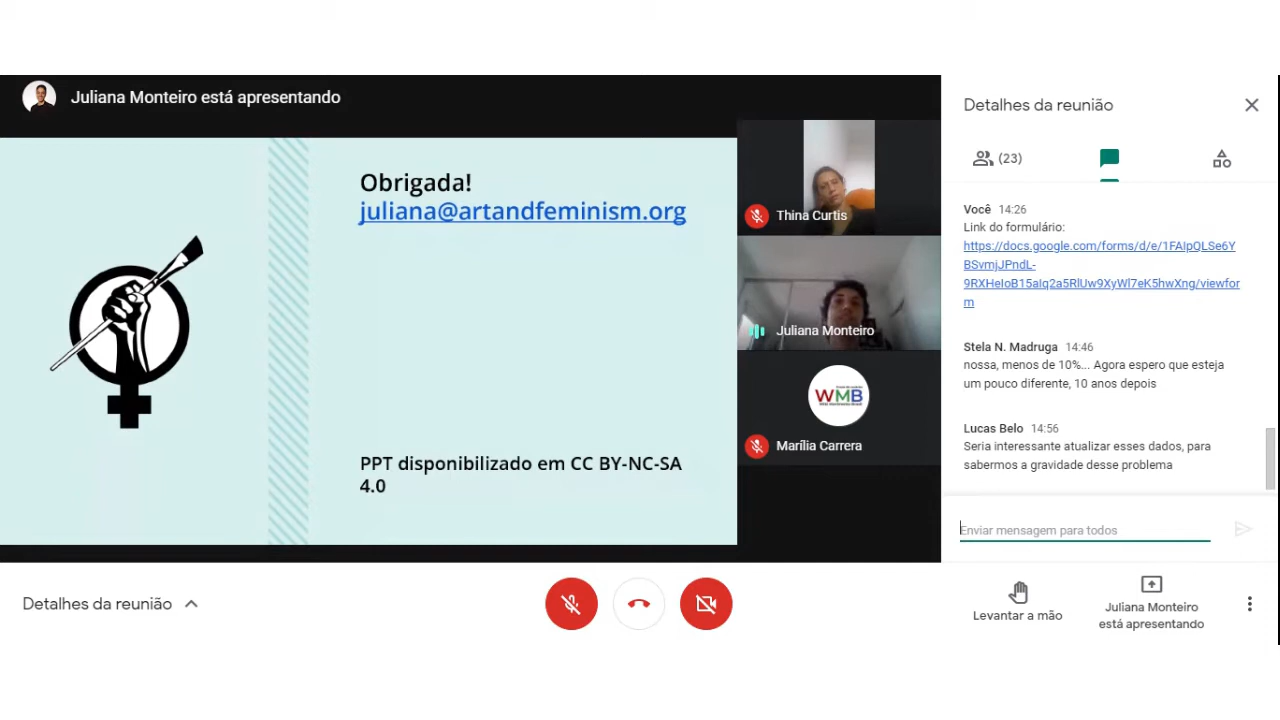 Juliana Monteiro está apresentando
Obrigada!
juliana@artandfeminism.org
PPT disponibilizado em CC BY-NC-SA
4.0
Thina Curtis
Juliana Monteiro
WMB
Marília Carrera
Detalhes da reunião
(23)
Você 14:26
Link do formulário:
https://docs.google.com/forms/d/e/1FAIpQLSe6Y
BSvmjJPndL-
9RXHeIoB15aIq2a5RlUw9XyWl7eK5hwXng/viewfor
m
Stela N. Madruga 14:46
nossa, menos de 10%... Agora espero que esteja
um pouco diferente, 10 anos depois
Lucas Belo 14:56
Seria interessante atualizar esses dados, para
sabermos a gravidade desse problema
Enviar mensagem para todos
Detalhes da reunião
Levantar a mão
Juliana Monteiro
está apresentando